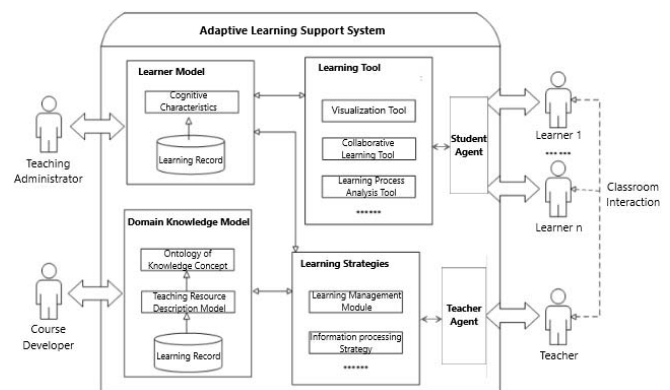 Adaptive Learning Support System
Learner Model
Cognitive
Characteristics
Learning Record
Learning Tool
:
Visualization Tool
Collaborative
Learning Tool
Learning Process
Analysis Tool
******
Student
Agent
Teaching
Administrator
Learner 1
******
Learner n
Classroom
Interaction
Domain Knowledge Model
Ontology of
Knowledge Concept
Teaching Resource
Description Model
Learning Record
Learning Strategies
Learning Management
Module
Information processing
Strategy
******
Teacher
Agent
Course
Developer
Teacher